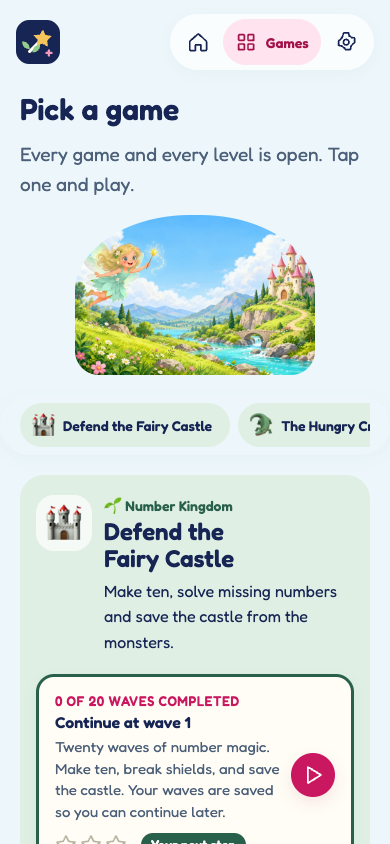 Games
Pick a game
Every game and every level is open. Tap
one and play.
Defend the Fairy Castle
The Hungry
Number Kingdom
Defend the
Fairy Castle
Make ten, solve missing numbers
and save the castle from the
monsters.
0 OF 20 WAVES COMPLETED
Continue at wave 1
Twenty waves of number magic.
Make ten, break shields, and save
the castle. Your waves are saved
so you can continue later.
Your next step